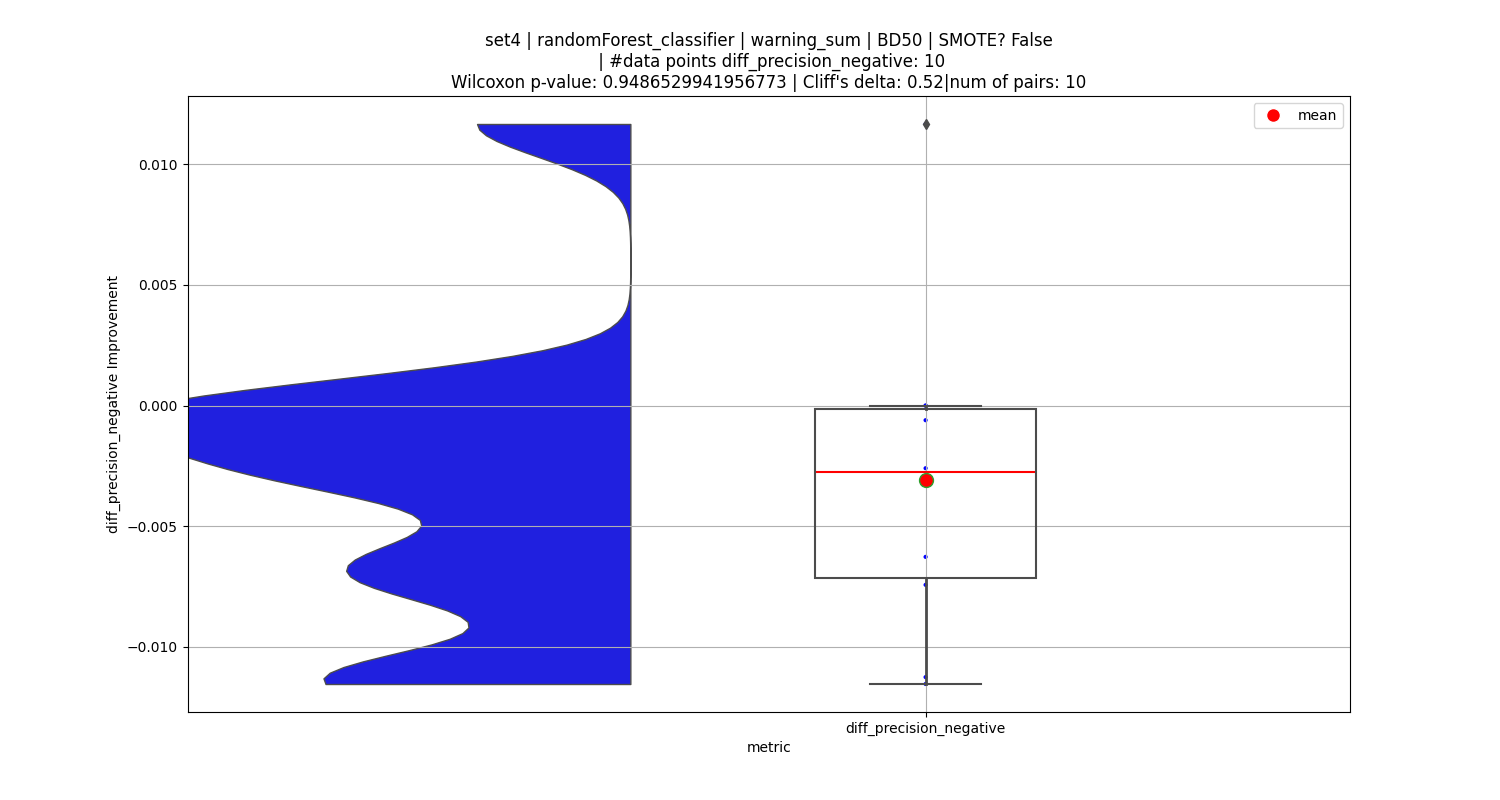 set4 | randomForest_classifier | warning_sum | BD50 | SMOTE? False
| #data points diff_precision_negative: 10
Wilcoxon p-value: 0.9486529941956773 | Cliff's delta: 0.52|num of pairs: 10
mean
0.010
0.005
0.000
−0.005
−0.010
diff_precision_negative Improvement
diff_precision_negative
metric